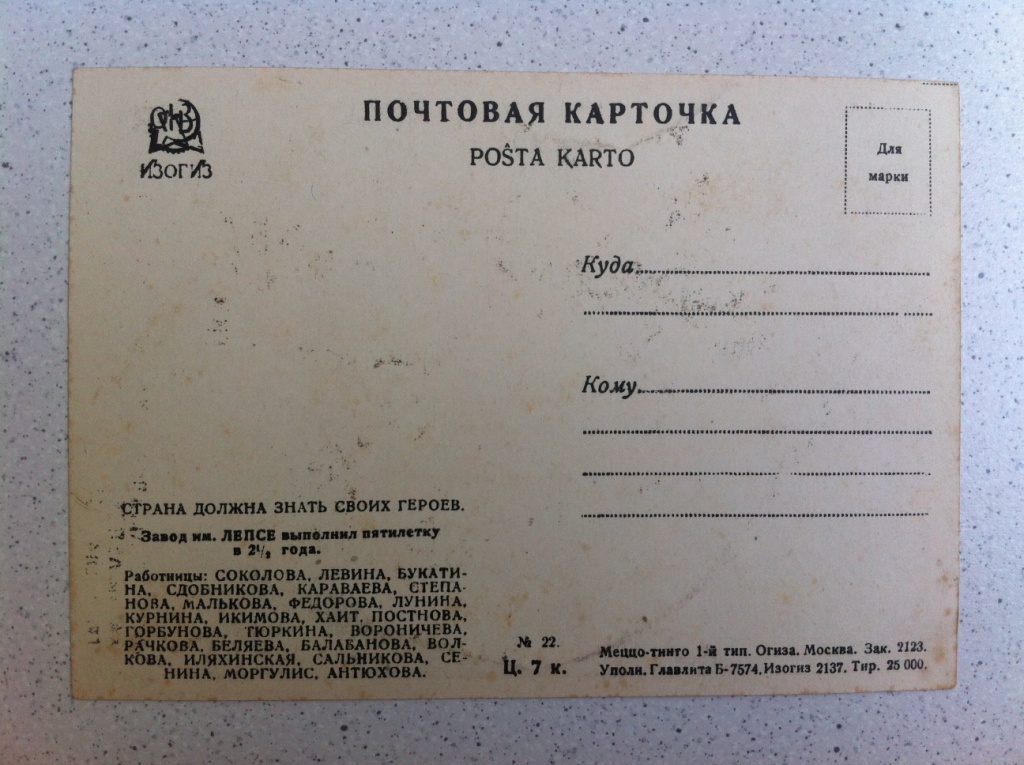 ПОЧТОВАЯ КАРТОЧКА
POŜTA KARTO
ИЗОГИЗ
Для
марки
Куда
Кому
СТРАНА ДОЛЖНА ЗНАТЬ СВОИХ ГЕРОЕВ.
Завод им. ЛЕПСЕ выполнил пятилетку
в 2½ года.
Работницы: СОКОЛОВА, ЛЕВИНА, БУКАТИ-
НА, СДОБНИКОВА, КАРАВАЕВА, СТЕПА-
НОВА, МАЛЬКОВА, ФЕДОРОВА, ЛУНИНА,
КУРНИНА, ИКИМОВА, ХАИТ, ПОСТНОВА,
ГОРБУНОВА, ТЮРКИНА, ВОРОНИЧЕВА,
РАЧКОВА, БЕЛЯЕВА, БАЛАБАНОВА, ВОЛ-
КОВА, ИЛЯХИНСКАЯ, САЛЬНИКОВА, СЕ-
НИНА, МОРГУЛИС, АНТЮХОВА.
№ 22.
Ц. 7 к.
Меццо-тинто 1-й тип. Огиза. Москва. Зак. 2123.
Уполн. Главлита Б-7574. Изогиз 2137. Тир. 25 000.